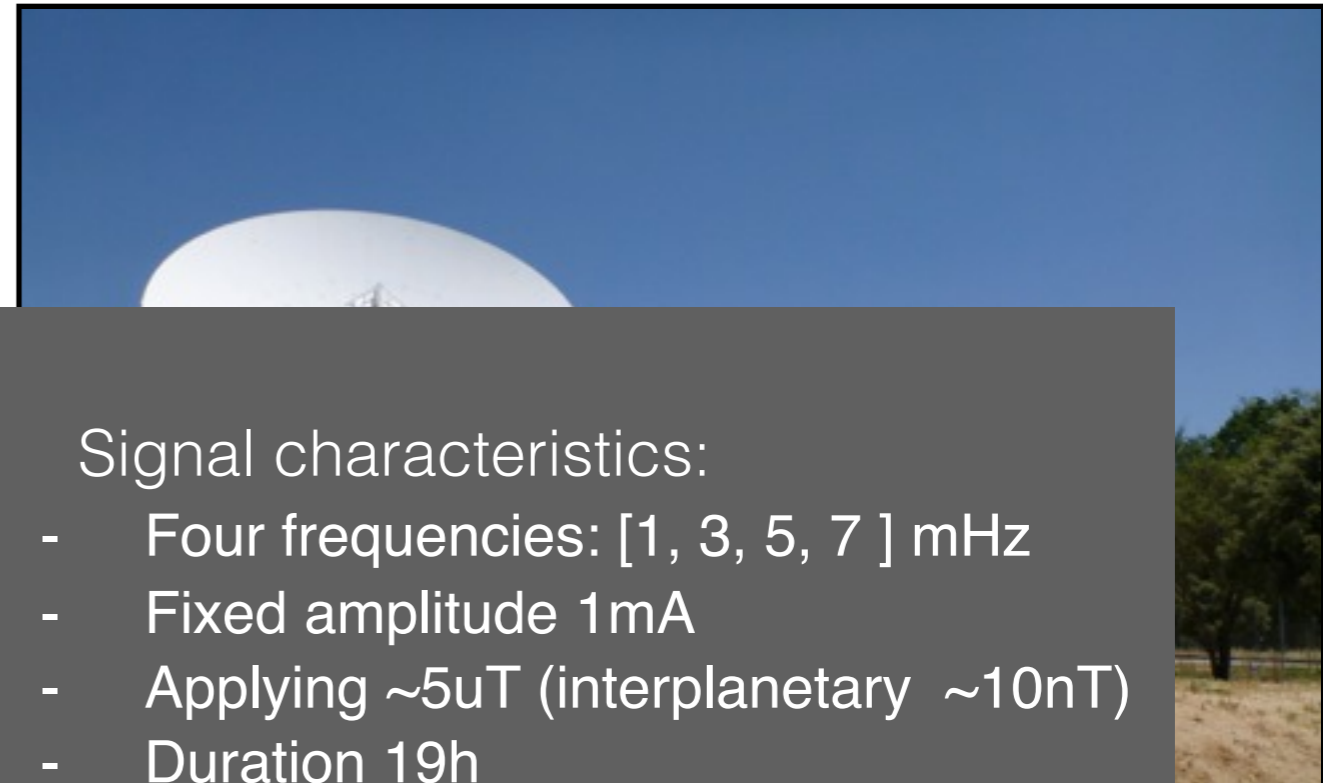 Signal characteristics:
- Four frequencies: [1, 3, 5, 7 ] mHz
- Fixed amplitude 1mA
- Applying ~5uT (interplanetary ~10nT)
- Duration 19h